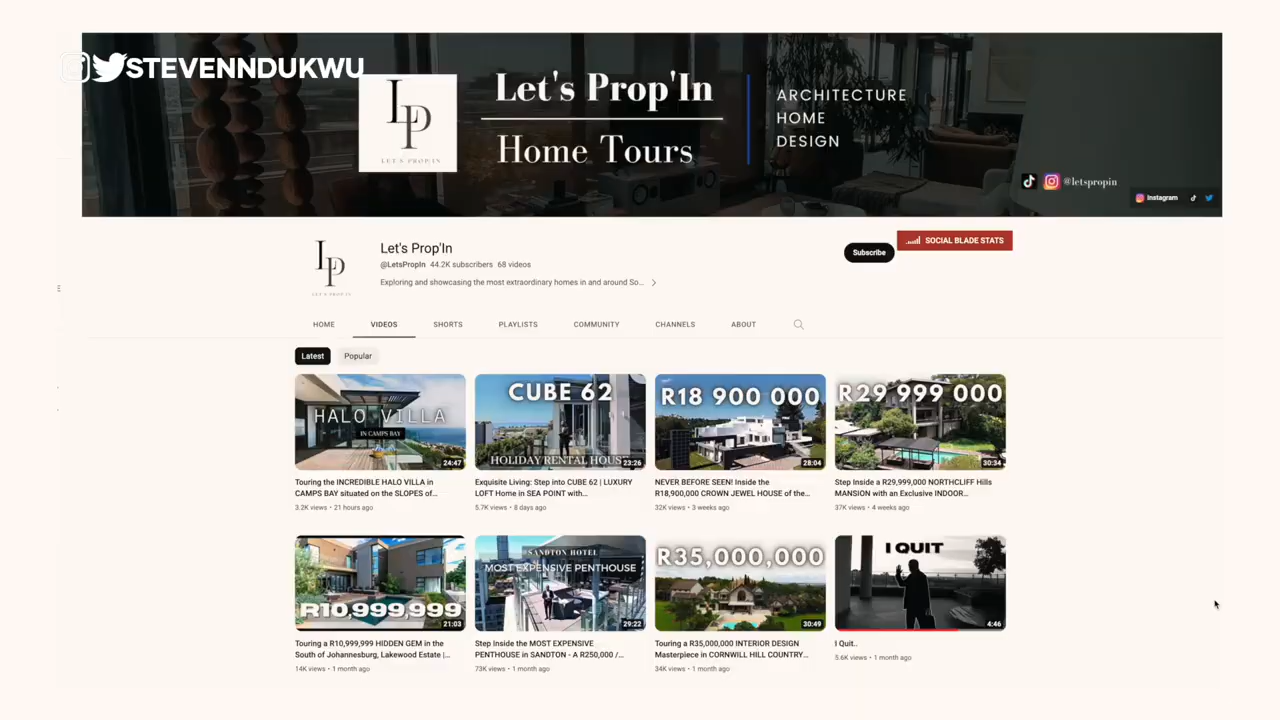 STEVENNDUKWU
LP
LET'S PROP'IN
Let's Prop'In
Home Tours
ARCHITECTURE
HOME
DESIGN
@letspropin
Instagram
LP
LET'S PROP'IN
Let's Prop'In
@LetsPropIn 44.2K subscribers 68 videos
Exploring and showcasing the most extraordinary homes in and around So...
Subscribe
SOCIAL BLADE STATS
HOME VIDEOS SHORTS PLAYLISTS COMMUNITY CHANNELS ABOUT
Latest Popular
HALO VILLA
IN CAMPS BAY
24:47
CUBE 62
HOLIDAY RENTAL HOUSE
23:26
R18 900 000
28:04
R29 999 000
30:34
Touring the INCREDIBLE HALO VILLA in
CAMPS BAY situated on the SLOPES of...
3.2K views • 21 hours ago
Exquisite Living: Step into CUBE 62 | LUXURY
LOFT Home in SEA POINT with...
5.7K views • 8 days ago
NEVER BEFORE SEEN! Inside the
R18,900,000 CROWN JEWEL HOUSE of the...
32K views • 3 weeks ago
Step Inside a R29,999,000 NORTHCLIFF Hills
MANSION with an Exclusive INDOOR...
37K views • 4 weeks ago
R10,999,999
21:03
@SANDTON HOTEL
MOST EXPENSIVE PENTHOUSE
29:22
R35,000,000
30:49
I QUIT
4:46
Touring a R10,999,999 HIDDEN GEM in the
South of Johannesburg, Lakewood Estate |...
14K views • 1 month ago
Step Inside the MOST EXPENSIVE
PENTHOUSE in SANDTON - A R250,000 /...
73K views • 1 month ago
Touring a R35,000,000 INTERIOR DESIGN
Masterpiece in CORNWILL HILL COUNTRY...
34K views • 1 month ago
I Quit..
5.6K views • 1 month ago